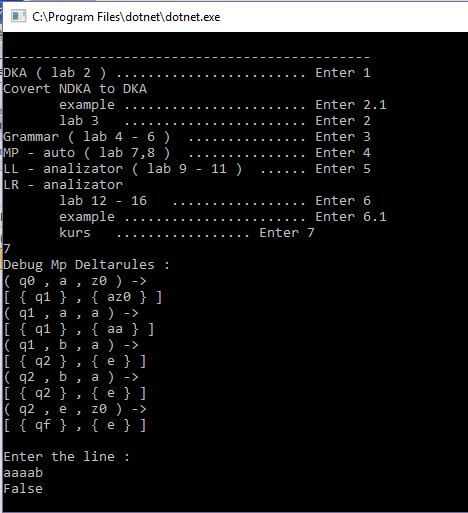 C:\Program Files\dotnet\dotnet.exe
----------------------------------------------
DKA ( lab 2 ) ........................ Enter 1
Covert NDKA to DKA
       example ....................... Enter 2.1
       lab 3   ....................... Enter 2
Grammar ( lab 4 - 6 )  ............... Enter 3
MP - auto ( lab 7,8 )  ............... Enter 4
LL - analizator ( lab 9 - 11 )  ...... Enter 5
LR - analizator
       lab 12 - 16   ................. Enter 6
       example ....................... Enter 6.1
       kurs   ................. Enter 7
7
Debug Mp Deltarules :
( q0 , a , z0 ) ->
[ { q1 } , { az0 } ]
( q1 , a , a ) ->
[ { q1 } , { aa } ]
( q1 , b , a ) ->
[ { q2 } , { e } ]
( q2 , b , a ) ->
[ { q2 } , { e } ]
( q2 , e , z0 ) ->
[ { qf } , { e } ]
Enter the line :
aaaab
False